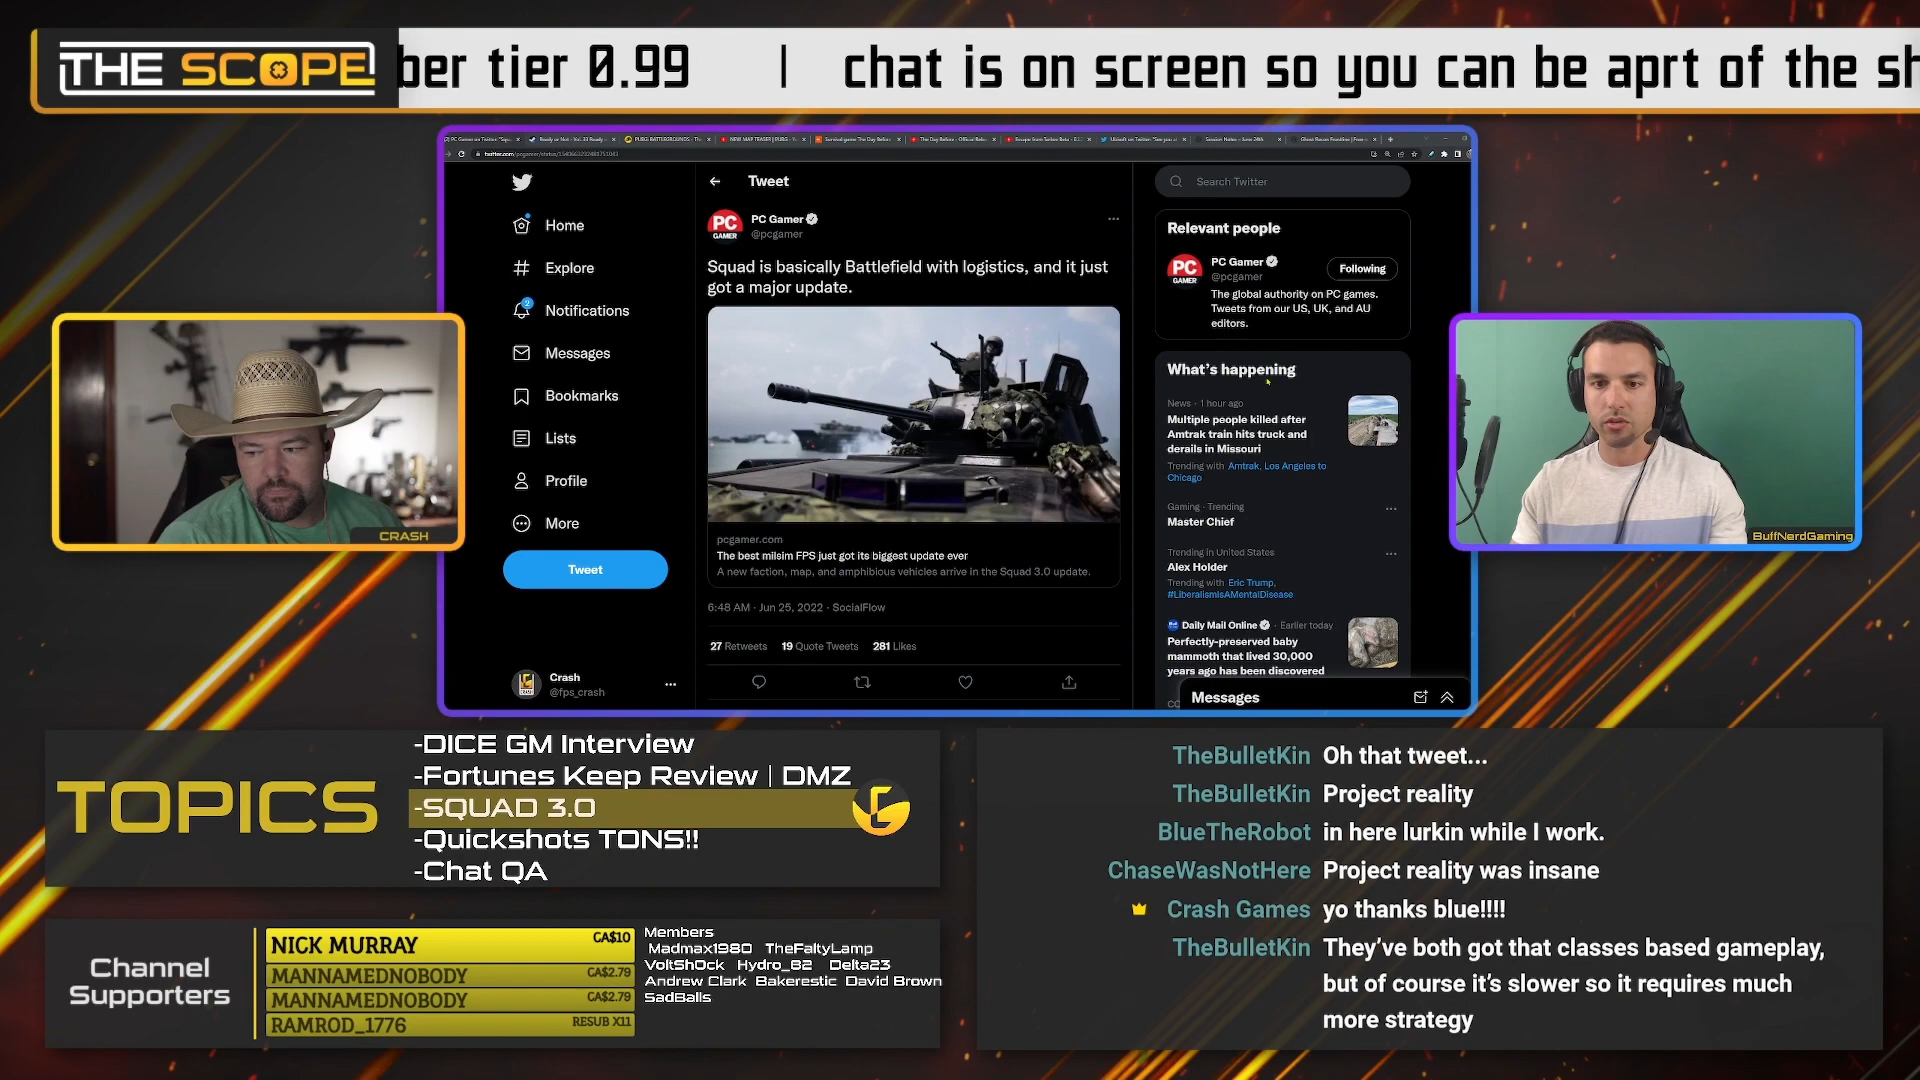 THE SCOPE
ber tier 0.99 | chat is on screen so you can be aprt of the sh
Tweet
Search Twitter
Home
Explore
Notifications
2
Messages
Bookmarks
Lists
Profile
More
Tweet
Crash
@fps_crash
PC GAMER
PC Gamer
@pcgamer
Squad is basically Battlefield with logistics, and it just
got a major update.
pcgamer.com
The best milsim FPS just got its biggest update ever
A new faction, map, and amphibious vehicles arrive in the Squad 3.0 update.
6:48 AM · Jun 25, 2022 · SocialFlow
27 Retweets 19 Quote Tweets 281 Likes
Relevant people
PC GAMER
PC Gamer
@pcgamer
Following
The global authority on PC games.
Tweets from our US, UK, and AU
editors.
What's happening
News · 1 hour ago
Multiple people killed after
Amtrak train hits truck and
derails in Missouri
Trending with Amtrak, Los Angeles to
Chicago
Gaming · Trending
Master Chief
Trending in United States
Alex Holder
Trending with Eric Trump,
#LiberalismIsAMentalDisease
Daily Mail Online · Earlier today
Perfectly-preserved baby
mammoth that lived 30,000
years ago has been discovered
Messages
CRASH
BuffNerdGaming
TOPICS
-DICE GM Interview
-Fortunes Keep Review | DMZ
-SQUAD 3.0
-Quickshots TONS!!
-Chat QA
Channel
Supporters
NICK MURRAY CA$10
MANNAMEDNOBODY CA$2.79
MANNAMEDNOBODY CA$2.79
RAMROD_1776 RESUB X11
Members
Madmax1980 TheFaltyLamp
VoltSh0ck Hydro_62 Delta23
Andrew Clark Bakerestic David Brown
SadBalls
TheBulletKin Oh that tweet...
TheBulletKin Project reality
BlueTheRobot in here lurkin while I work.
ChaseWasNotHere Project reality was insane
Crash Games yo thanks blue!!!!
TheBulletKin They've both got that classes based gameplay,
but of course it's slower so it requires much
more strategy